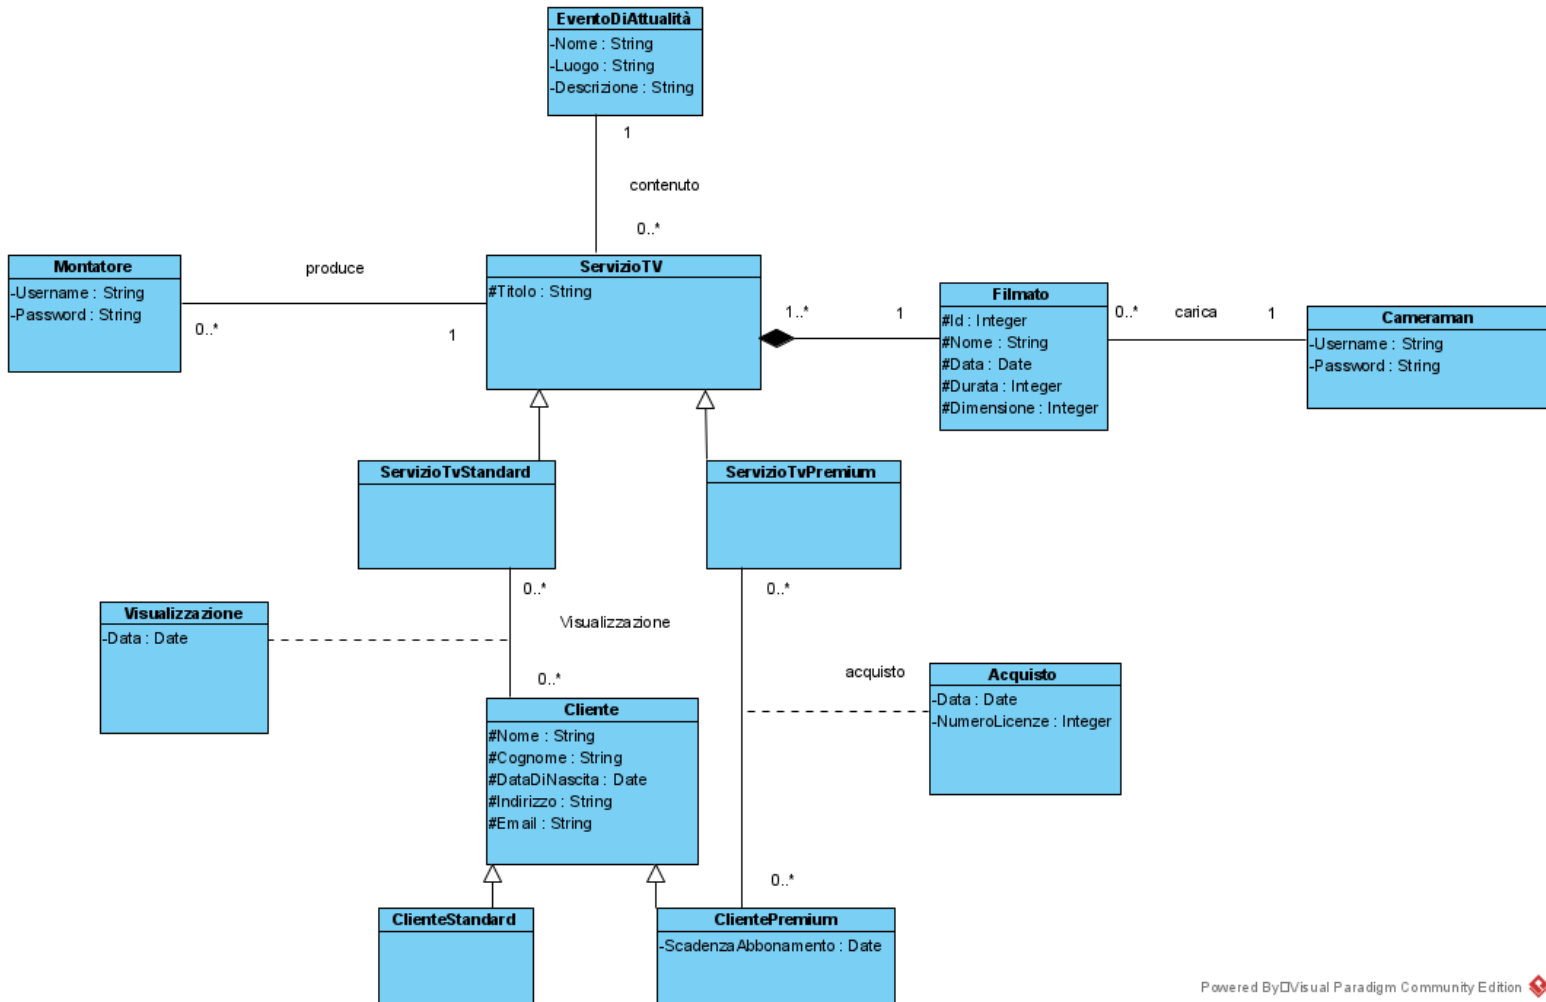 EventoDiAttualità
-Nome : String
-Luogo : String
-Descrizione : String
1
contenuto
0..*
Montatore
-Username : String
-Password : String
produce
0..*
1
ServizioTV
#Titolo : String
1..*
1
Filmato
#Id : Integer
#Nome : String
#Data : Date
#Durata : Integer
#Dimensione : Integer
0..*
carica
1
Cameraman
-Username : String
-Password : String
ServizioTvStandard
ServizioTvPremium
0..*
0..*
Visualizzazione
-Data : Date
Visualizzazione
0..*
acquisto
Acquisto
-Data : Date
-NumeroLicenze : Integer
Cliente
#Nome : String
#Cognome : String
#DataDiNascita : Date
#Indirizzo : String
#Email : String
0..*
ClienteStandard
ClientePremium
-ScadenzaAbbonamento : Date
Powered By□Visual Paradigm Community Edition